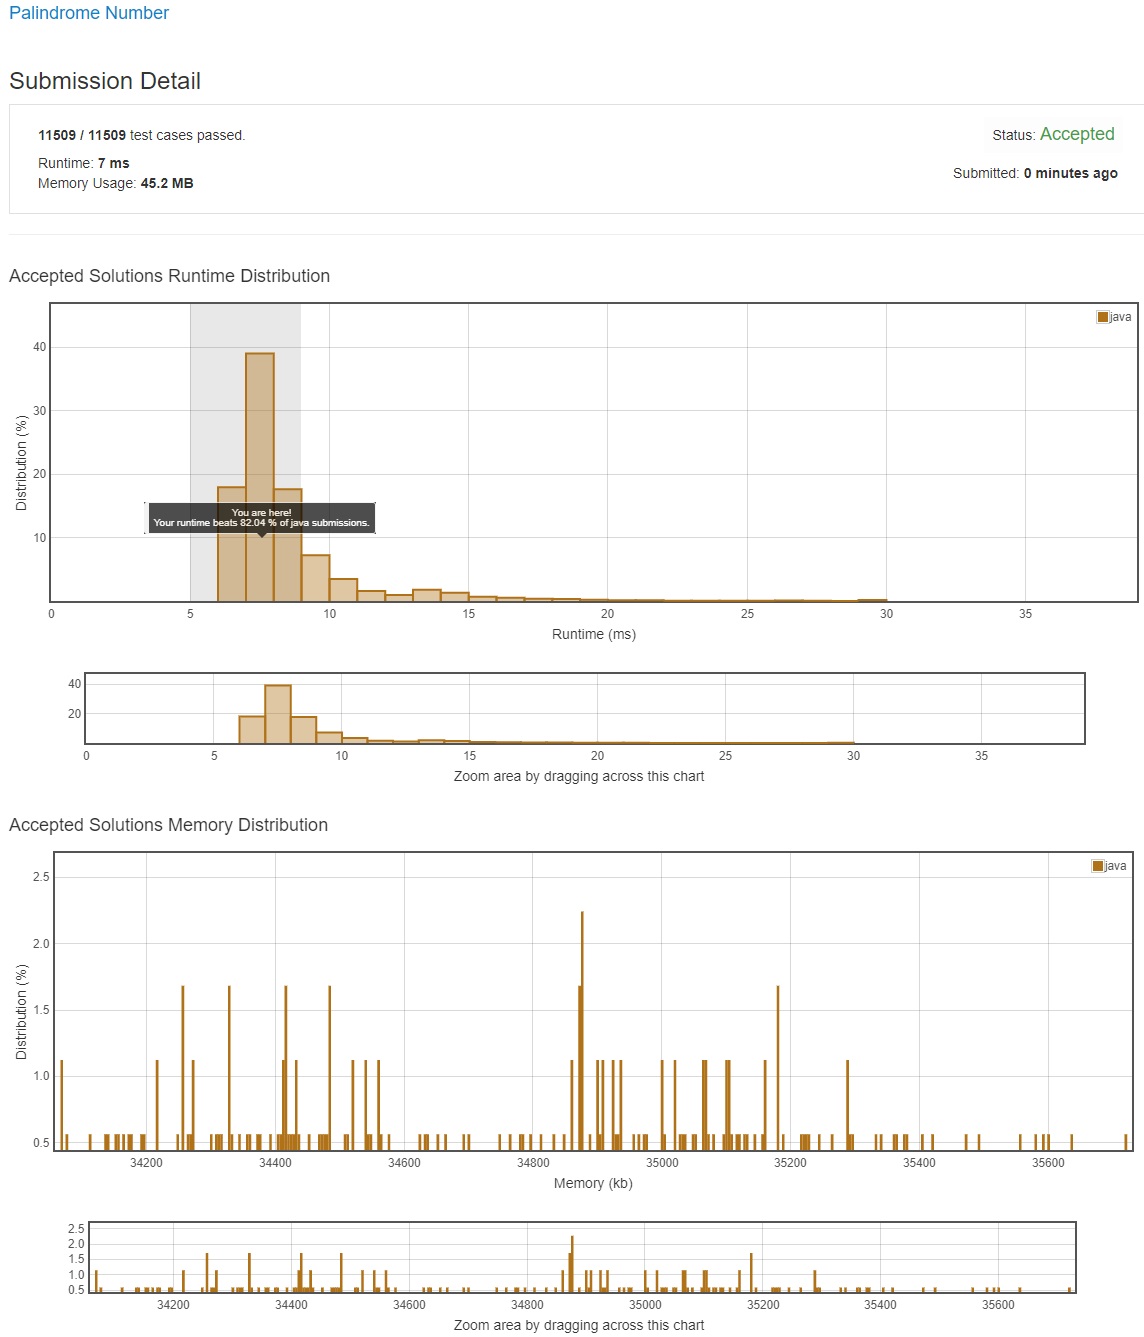 Palindrome Number
Submission Detail
11509 / 11509 test cases passed.
Status: Accepted
Runtime: 7 ms
Submitted: 0 minutes ago
Memory Usage: 45.2 MB
Accepted Solutions Runtime Distribution
java
40
30
20
10
Distribution (%)
You are here!
Your runtime beats 82.04 % of java submissions.
0 5 10 15 20 25 30 35
Runtime (ms)
40
20
0 5 10 15 20 25 30 35
Zoom area by dragging across this chart
Accepted Solutions Memory Distribution
java
2.5
2.0
1.5
1.0
0.5
Distribution (%)
34200 34400 34600 34800 35000 35200 35400 35600
Memory (kb)
2.5
2.0
1.5
1.0
0.5
34200 34400 34600 34800 35000 35200 35400 35600
Zoom area by dragging across this chart